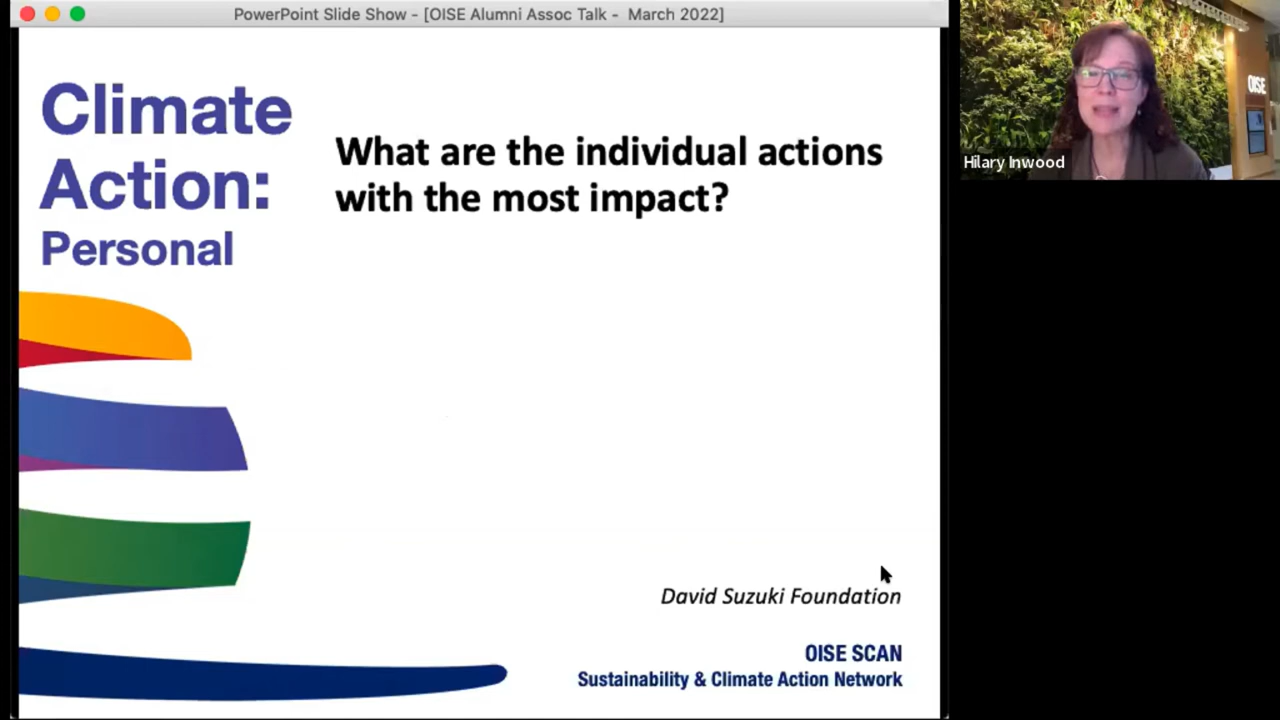 PowerPoint Slide Show - [OISE Alumni Assoc Talk - March 2022]
Climate
Action:
Personal
What are the individual actions
with the most impact?
David Suzuki Foundation
OISE SCAN
Sustainability & Climate Action Network
OISE
Hilary Inwood